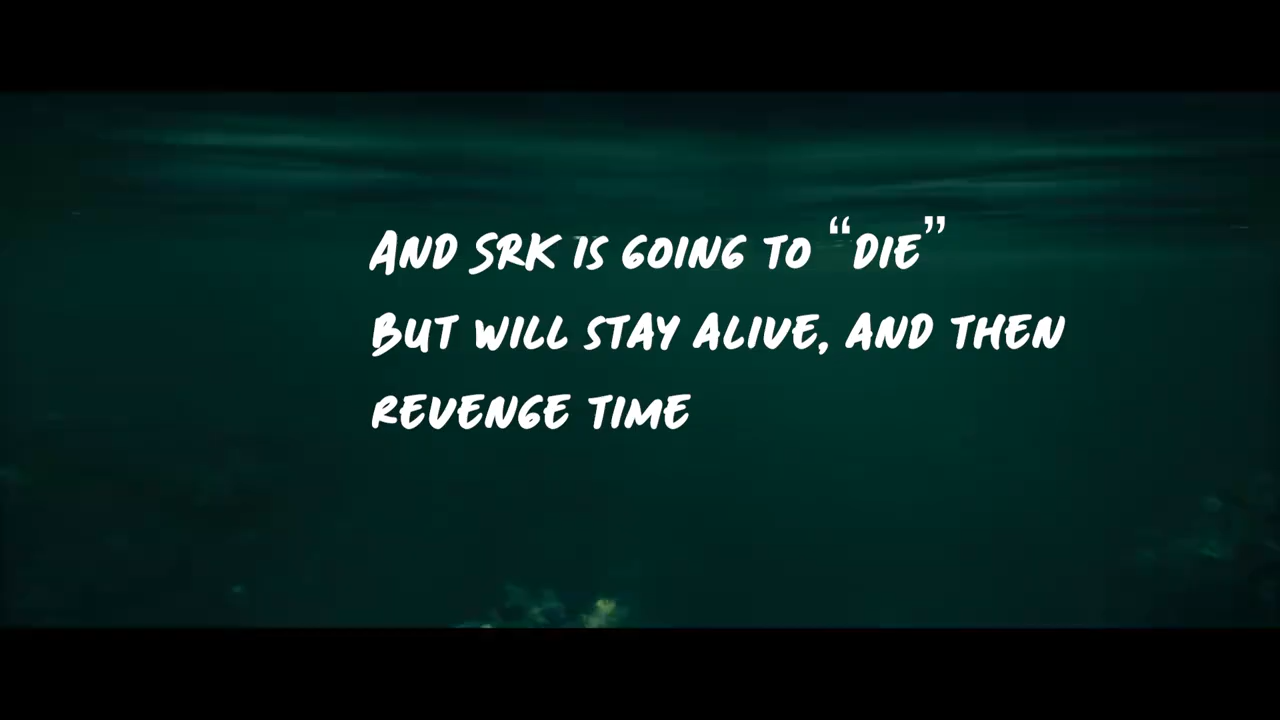 AND SRK IS GOING TO “DIE”
BUT WILL STAY ALIVE, AND THEN
REVENGE TIME